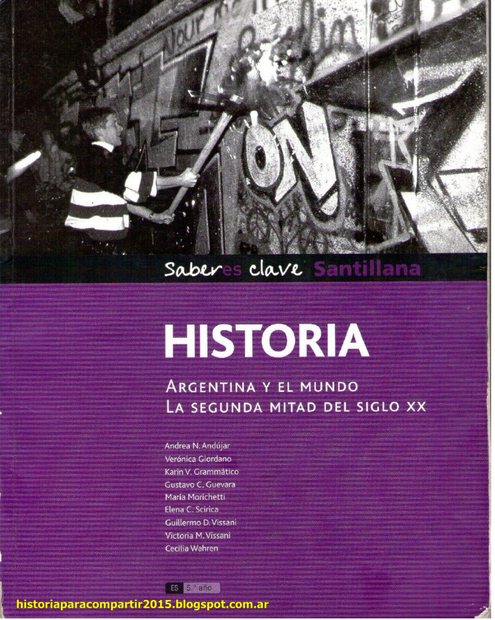 ON
Saberes clave Santillana
HISTORIA
ARGENTINA Y EL MUNDO
LA SEGUNDA MITAD DEL SIGLO XX
Andrea N. Andújar
Verónica Giordano
Karin V. Grammático
Gustavo C. Guevara
María Morichetti
Elena C. Scirica
Guillermo D. Vissani
Victoria M. Vissani
Cecilia Wahren
ES 5.° año
historiaparacompartir2015.blogspot.com.ar